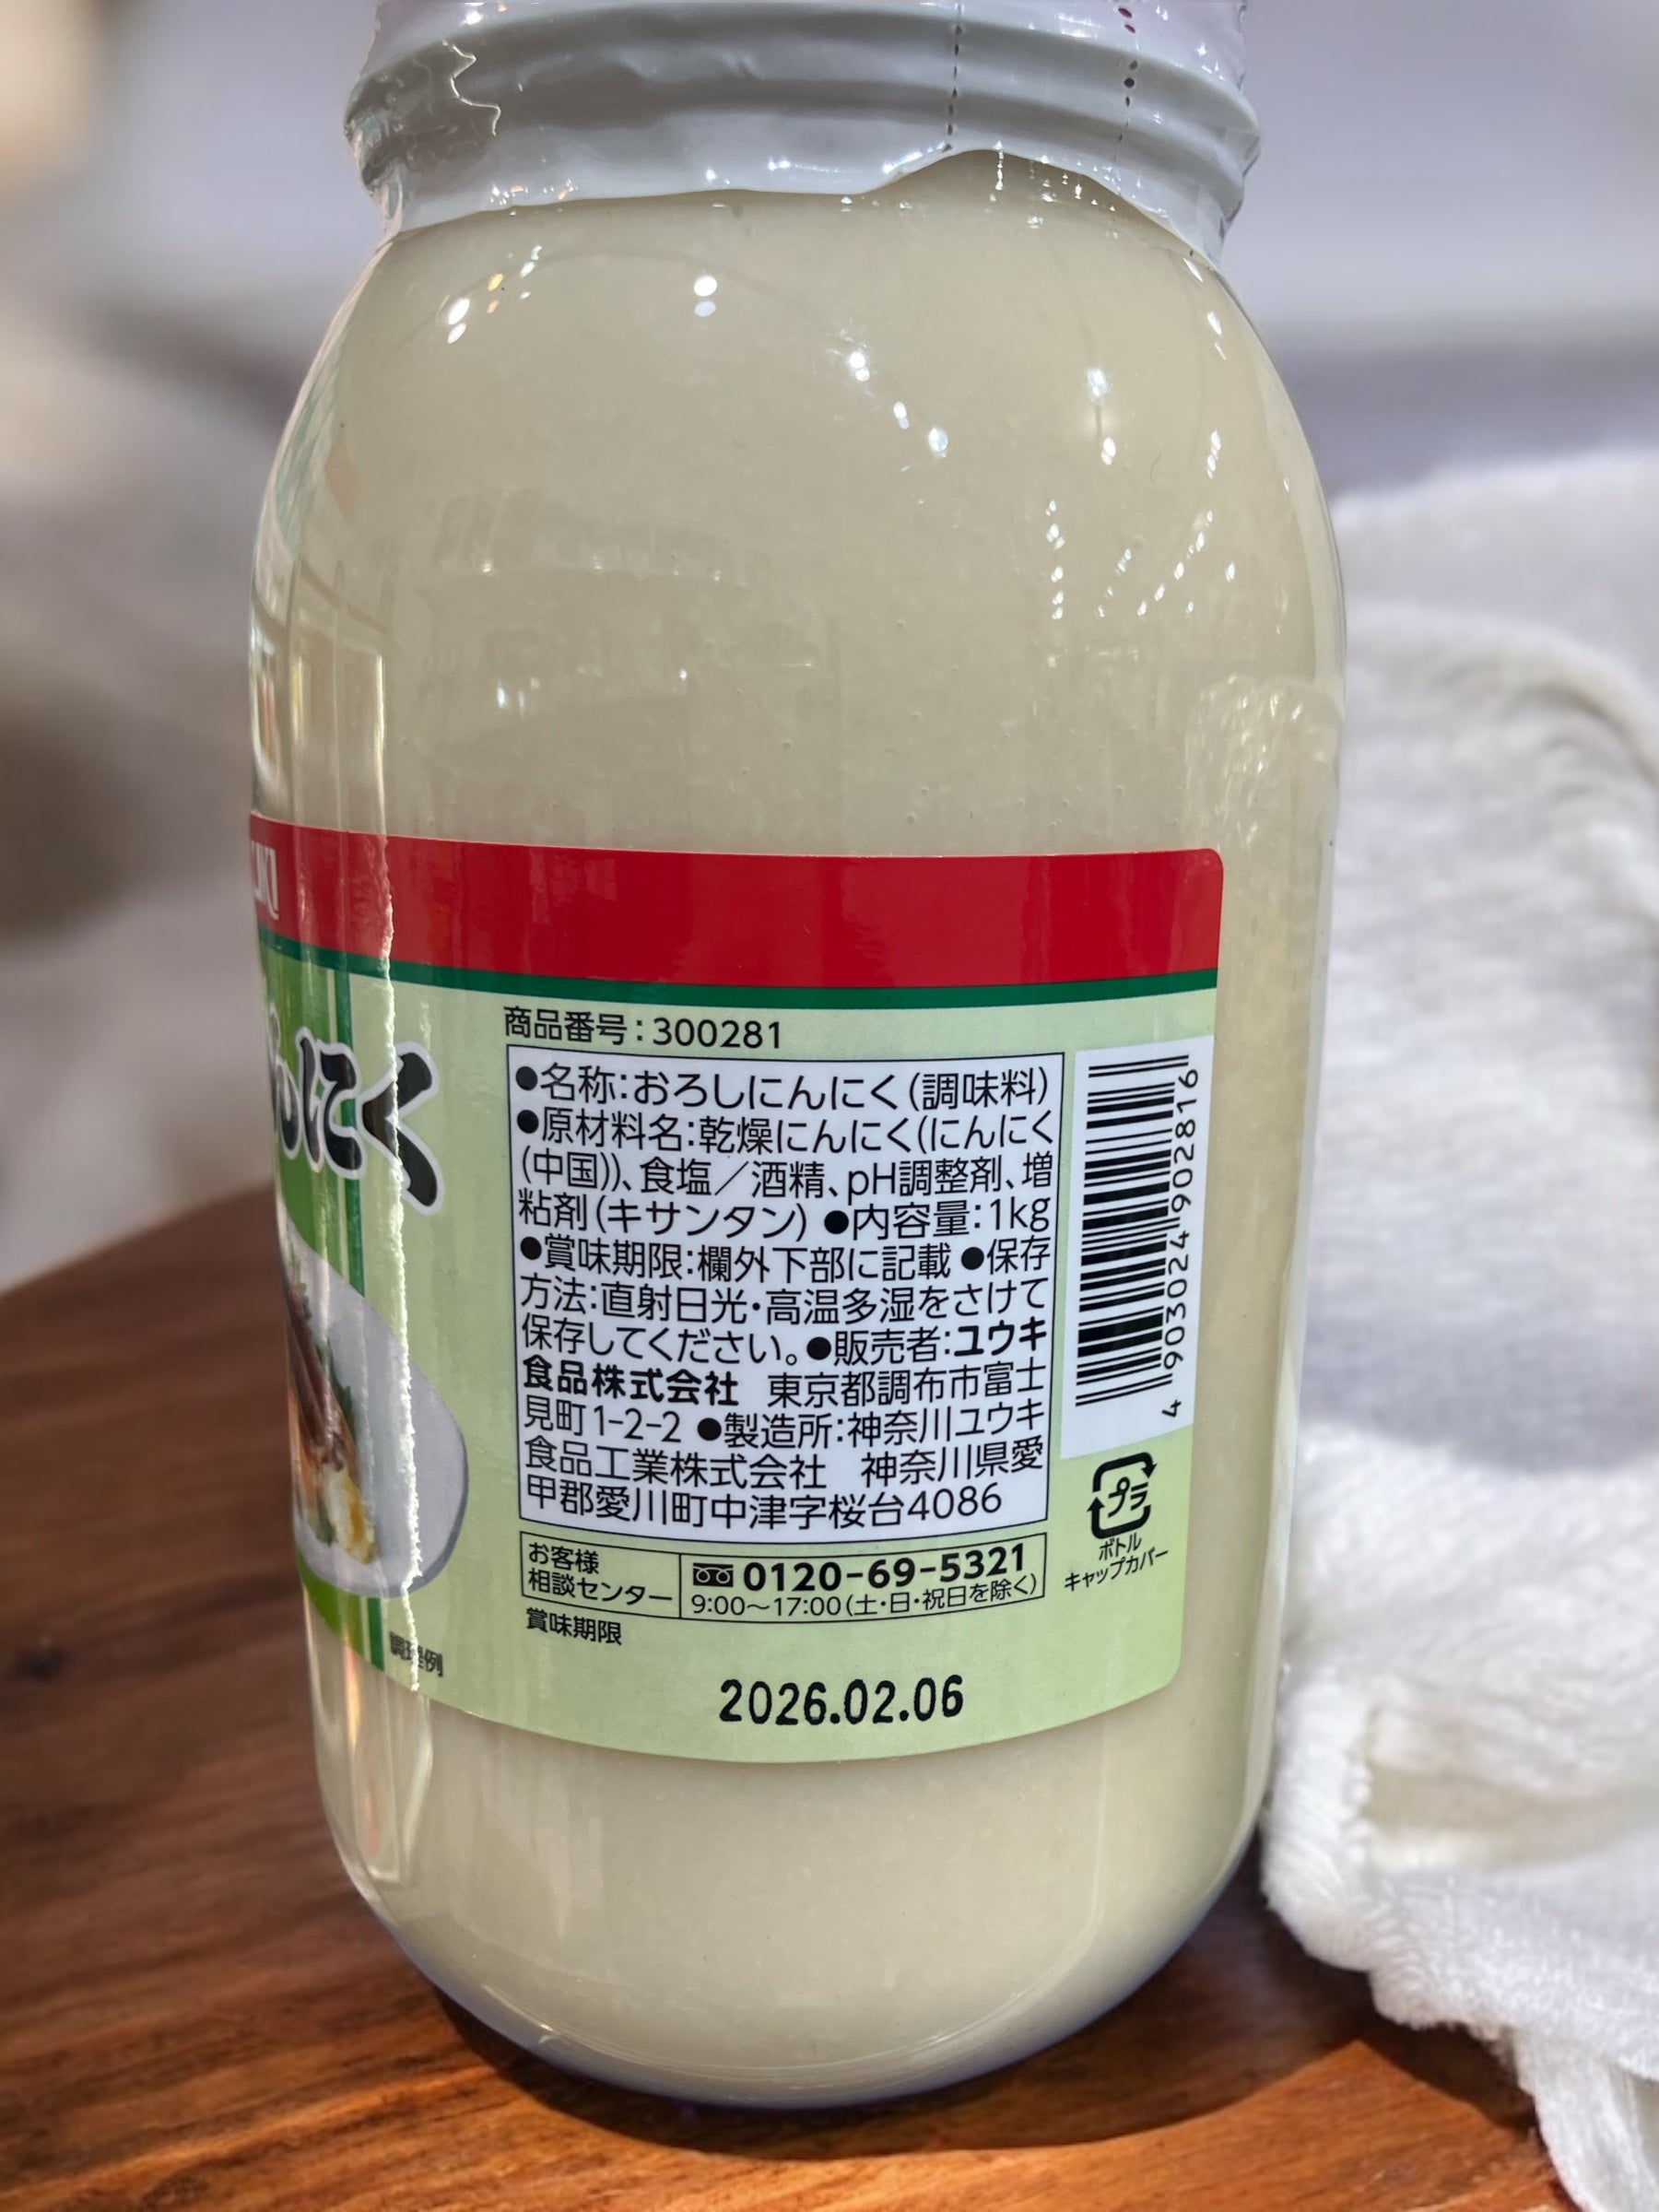 んにく
調理例
商品番号:300281
●名称:おろしにんにく(調味料)
●原材料名:乾燥にんにく(にんにく
(中国))、食塩/酒精、pH調整剤、増
粘剤(キサンタン) ●内容量:1kg
●賞味期限:欄外下部に記載 ●保存
方法:直射日光・高温多湿をさけて
保存してください。●販売者:ユウキ
食品株式会社 東京都調布市富士
見町1-2-2 ●製造所:神奈川ユウキ
食品工業株式会社 神奈川県愛
甲郡愛川町中津字桜台4086
お客様
相談センター
0120-69-5321
9:00〜17:00(土・日・祝日を除く)
賞味期限
2026.02.06
4 903024 902816
プラ
ボトル
キャップカバー